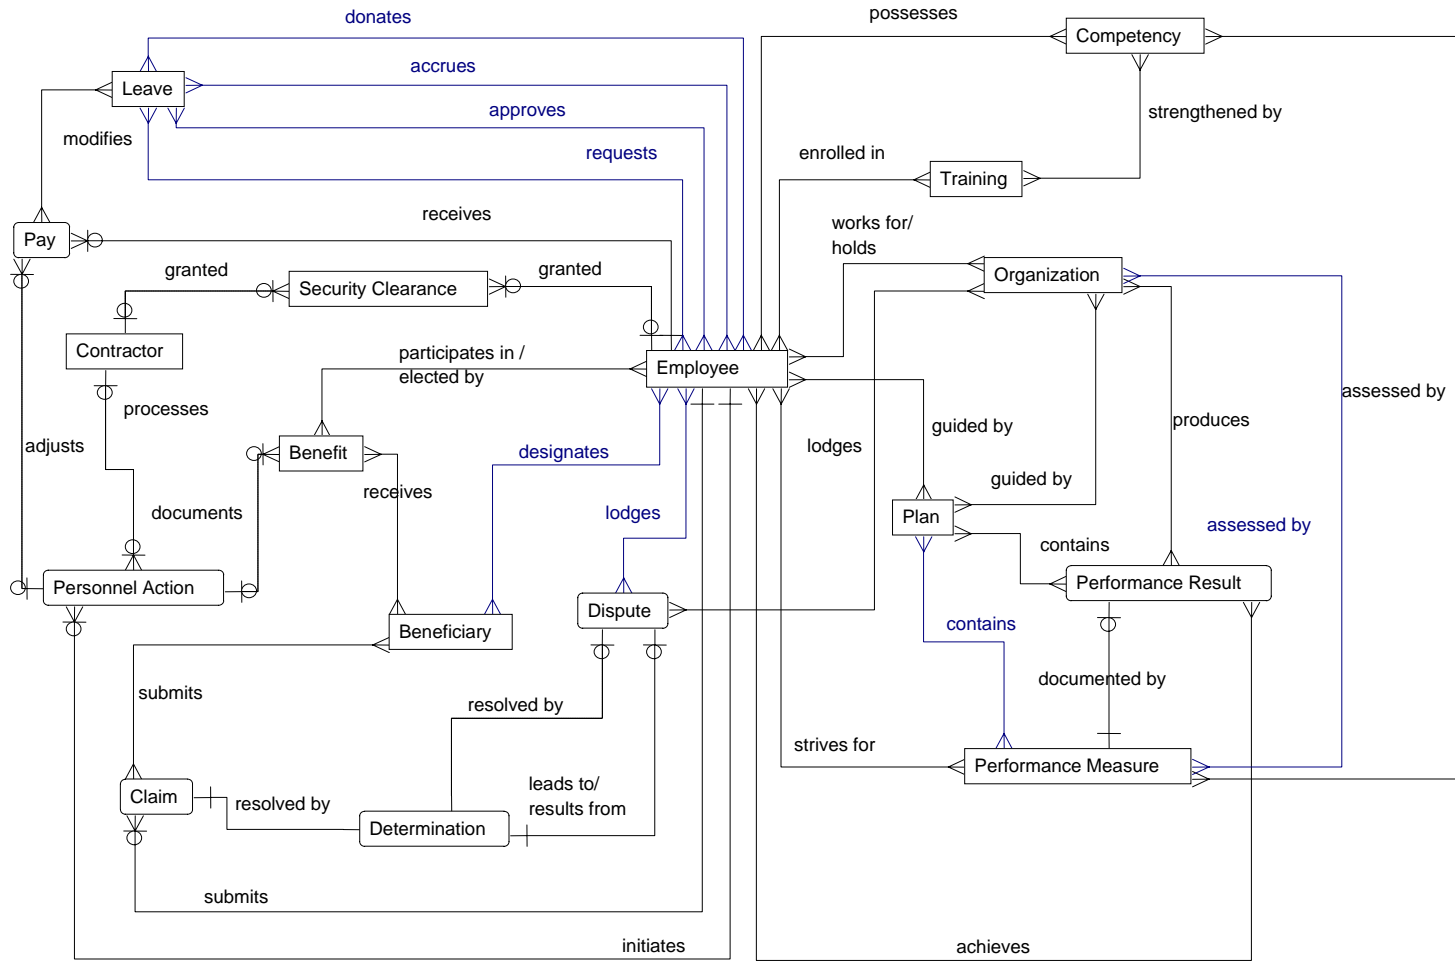 donates
possesses
Competency
accrues
Leave
approves
strengthened by
modifies
requests
enrolled in
Training
receives
works for/
holds
Pay
granted
granted
Organization
Security Clearance
Contractor
participates in /
elected by
Employee
assessed by
processes
produces
adjusts
Benefit
designates
lodges
guided by
receives
guided by
documents
lodges
Plan
assessed by
contains
Personnel Action
Performance Result
Dispute
Beneficiary
contains
submits
resolved by
documented by
strives for
Performance Measure
Claim
resolved by
leads to/
results from
Determination
submits
initiates
achieves